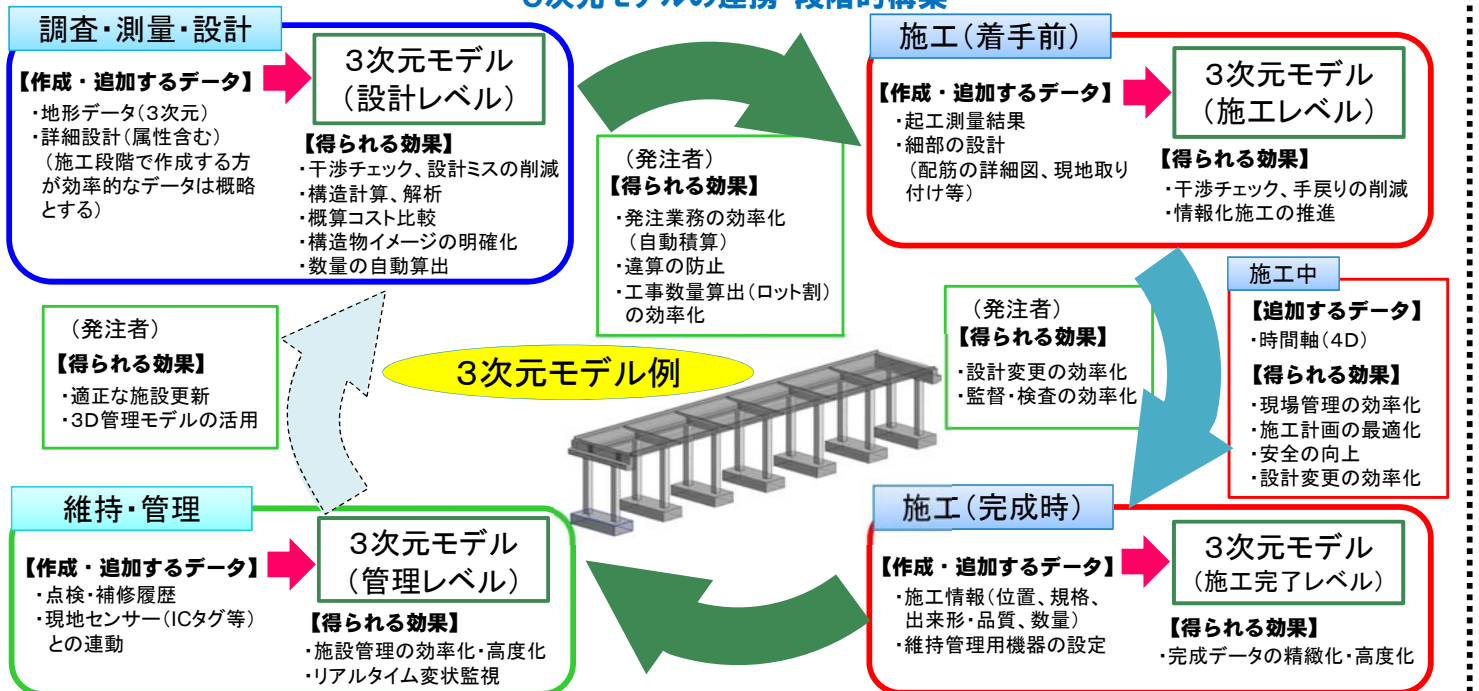 3次元モデルの連携・段階的構築
調査・測量・設計
【作成・追加するデータ】
・地形データ(3次元)
・詳細設計(属性含む)
(施工段階で作成する方
が効率的なデータは概略
とする)
3次元モデル
(設計レベル)
【得られる効果】
・干渉チェック、設計ミスの削減
・構造計算、解析
・概算コスト比較
・構造物イメージの明確化
・数量の自動算出
(発注者)
【得られる効果】
・発注業務の効率化
(自動積算)
・違算の防止
・工事数量算出(ロット割)
の効率化
施工(着手前)
【作成・追加するデータ】
・起工測量結果
・細部の設計
(配筋の詳細図、現地取り
付け等)
3次元モデル
(施工レベル)
【得られる効果】
・干渉チェック、手戻りの削減
・情報化施工の推進
(発注者)
【得られる効果】
・設計変更の効率化
・監督・検査の効率化
施工中
【追加するデータ】
・時間軸(4D)
【得られる効果】
・現場管理の効率化
・施工計画の最適化
・安全の向上
・設計変更の効率化
(発注者)
【得られる効果】
・適正な施設更新
・3D管理モデルの活用
3次元モデル例
維持・管理
【作成・追加するデータ】
・点検・補修履歴
・現地センサー(ICタグ等)
との連動
3次元モデル
(管理レベル)
【得られる効果】
・施設管理の効率化・高度化
・リアルタイム変状監視
施工(完成時)
【作成・追加するデータ】
・施工情報(位置、規格、
出来形・品質、数量)
・維持管理用機器の設定
3次元モデル
(施工完了レベル)
【得られる効果】
・完成データの精緻化・高度化